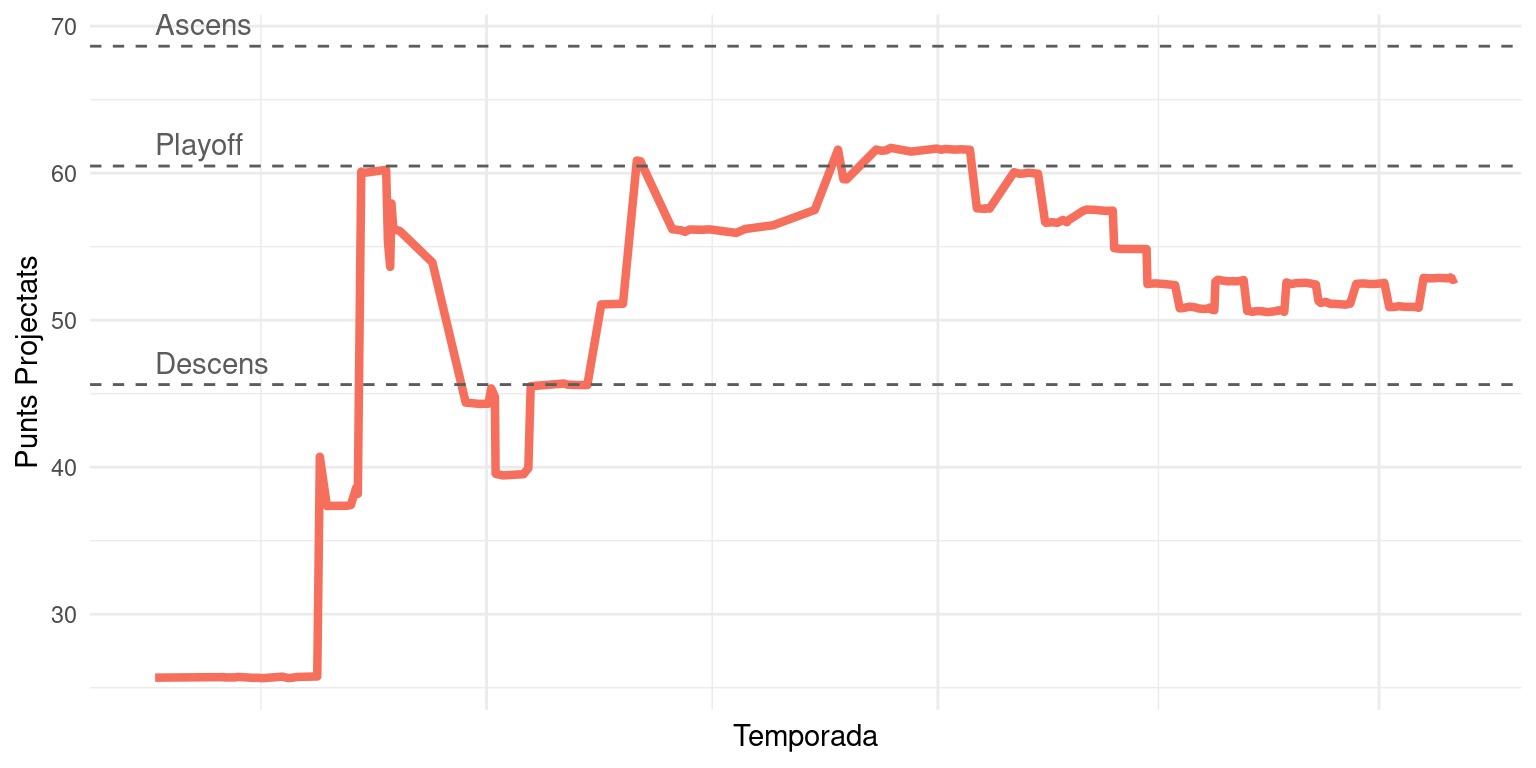 70
Ascens
Playoff
60
50
Descens
40
30
Punts Projectats
Temporada